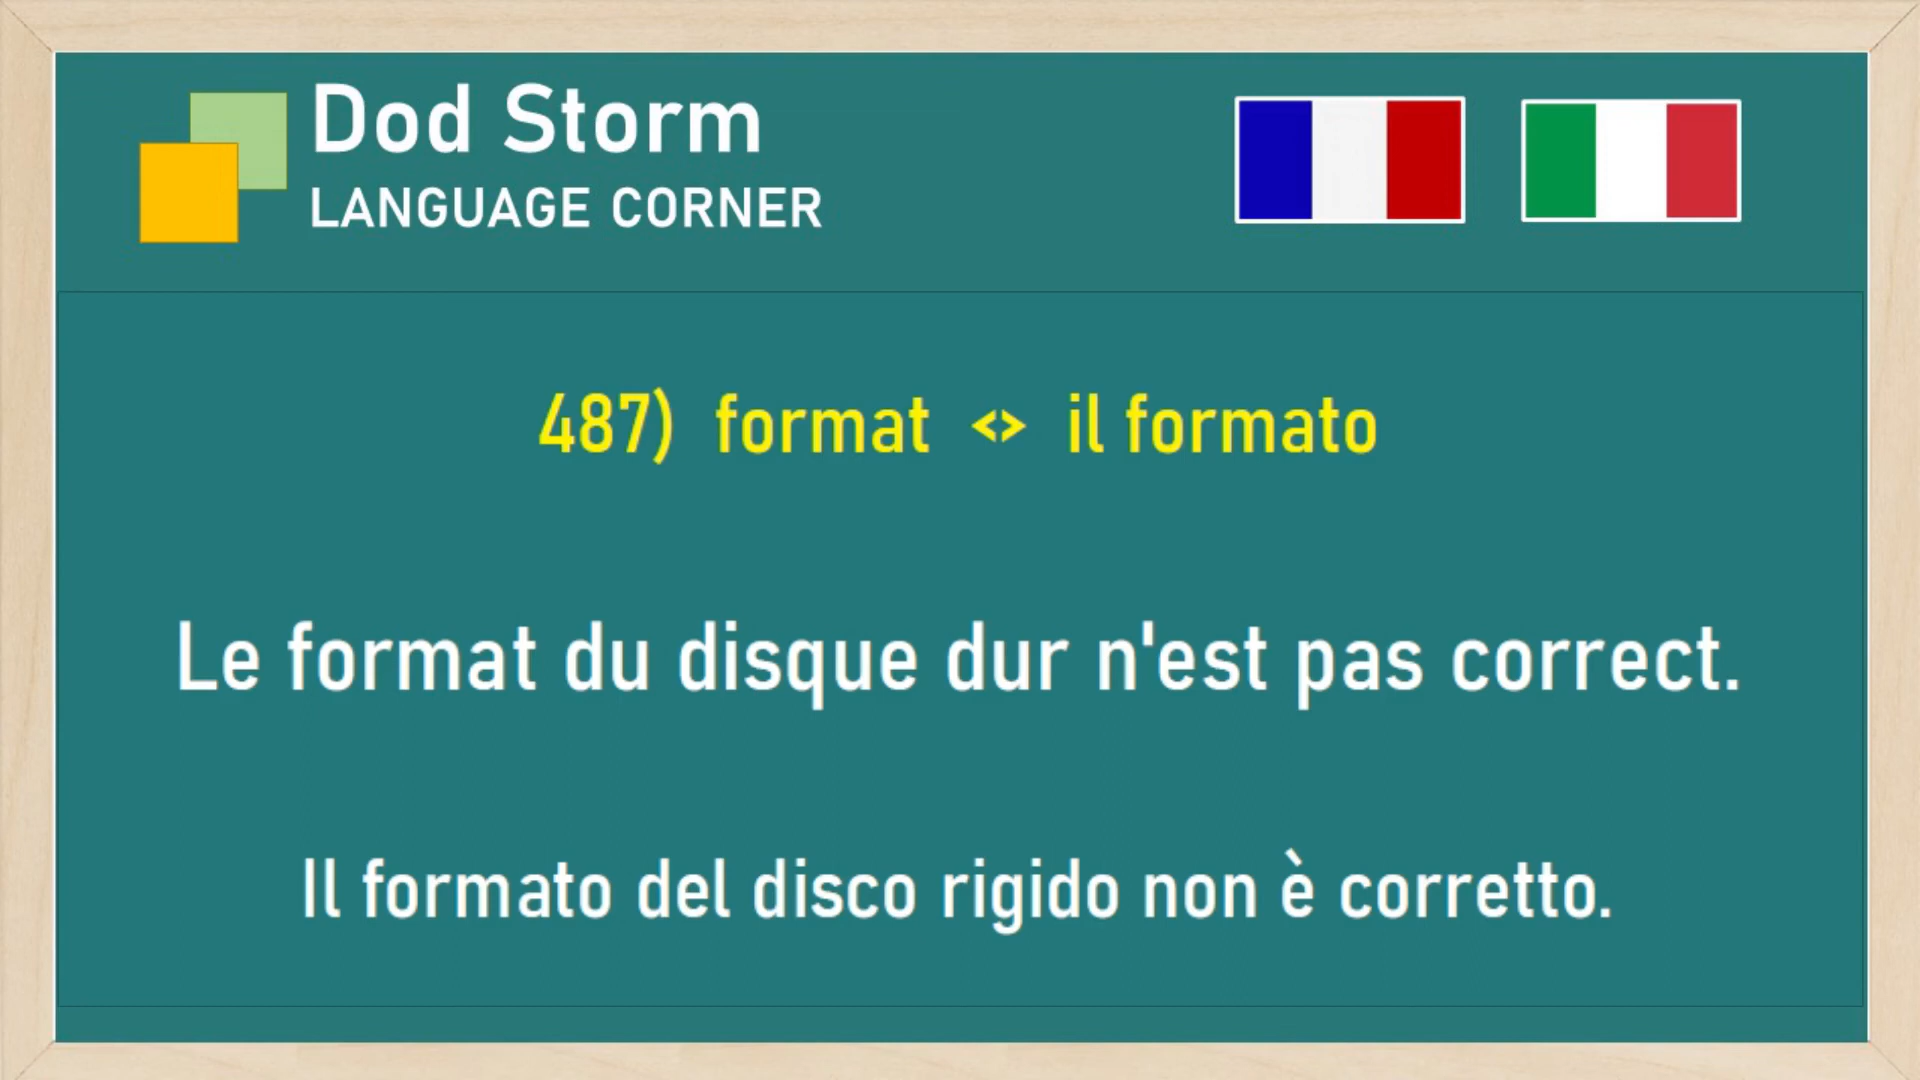 Dod Storm
LANGUAGE CORNER
487) format <> il formato
Le format du disque dur n'est pas correct.
Il formato del disco rigido non è corretto.